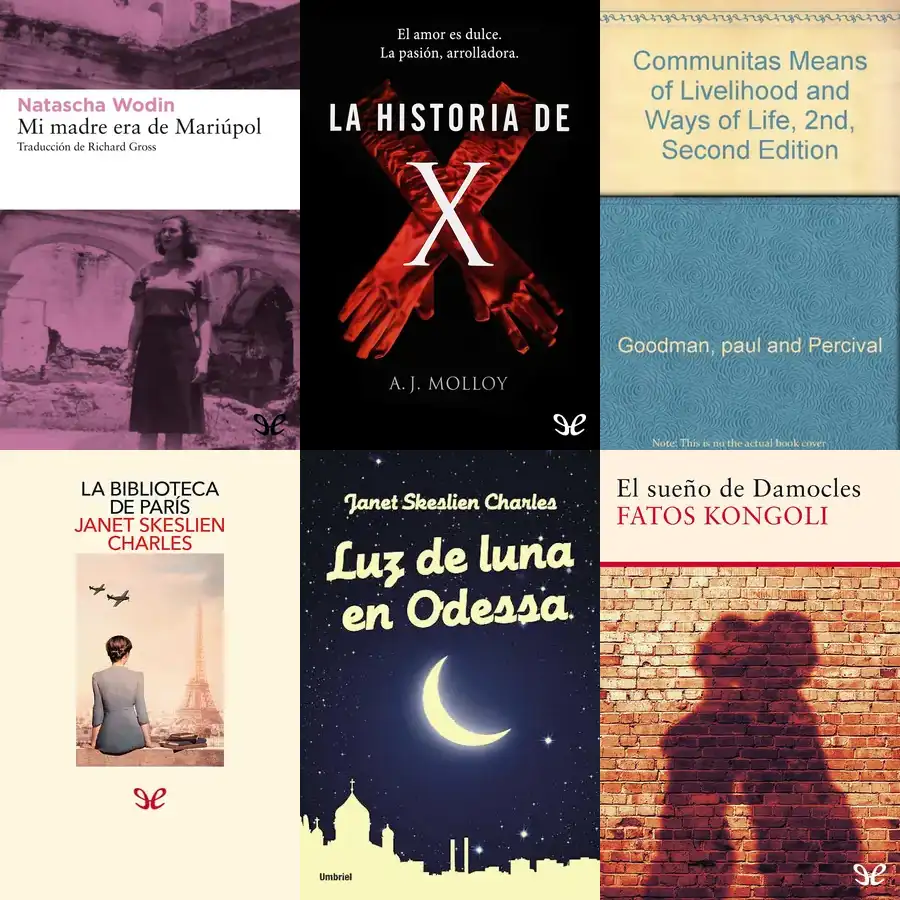 Natascha Wodin
Mi madre era de Mariúpol
Traducción de Richard Gross
El amor es dulce.
La pasión, arrolladora.
LA HISTORIA DE
X
A. J. MOLLOY
Communitas Means
of Livelihood and
Ways of Life, 2nd,
Second Edition
Goodman, paul and Percival
Note: This is no the actual book cover
LA BIBLIOTECA
DE PARÍS
JANET SKESLIEN
CHARLES
Janet Skeslien Charles
Luz de luna
en Odessa
Umbriel
El sueño de Damocles
FATOS KONGOLI